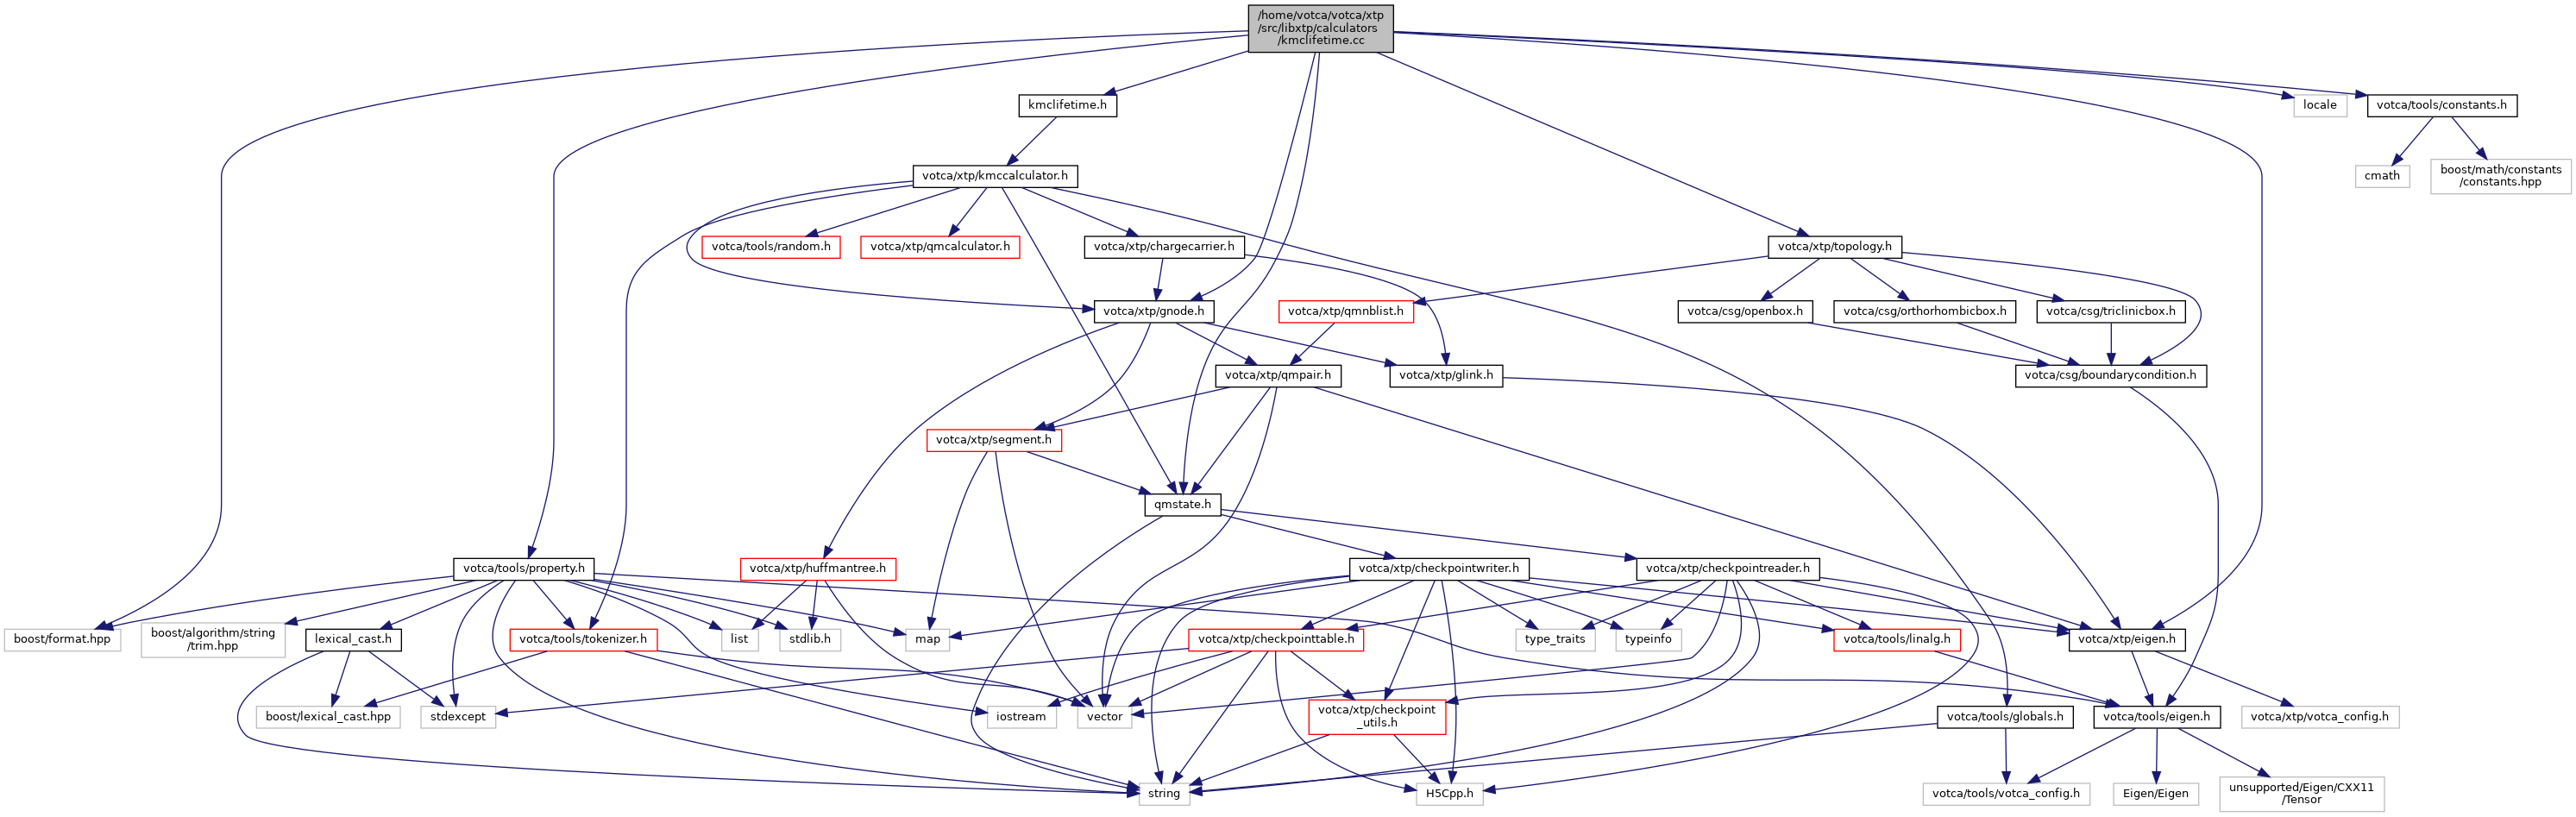 /home/votca/votca/xtp
/src/libxtp/calculators
/kmclifetime.cc
kmclifetime.h
locale
votca/tools/constants.h
votca/xtp/kmccalculator.h
cmath
boost/math/constants
/constants.hpp
votca/tools/random.h
votca/xtp/qmcalculator.h
votca/xtp/chargecarrier.h
votca/xtp/topology.h
votca/xtp/gnode.h
votca/xtp/qmnblist.h
votca/csg/openbox.h
votca/csg/orthorhombicbox.h
votca/csg/triclinicbox.h
votca/xtp/qmpair.h
votca/xtp/glink.h
votca/csg/boundarycondition.h
votca/xtp/segment.h
qmstate.h
votca/tools/property.h
votca/xtp/huffmantree.h
votca/xtp/checkpointwriter.h
votca/xtp/checkpointreader.h
boost/format.hpp
boost/algorithm/string
/trim.hpp
lexical_cast.h
votca/tools/tokenizer.h
list
stdlib.h
map
votca/xtp/checkpointtable.h
type_traits
typeinfo
votca/tools/linalg.h
votca/xtp/eigen.h
boost/lexical_cast.hpp
stdexcept
iostream
vector
votca/xtp/checkpoint
_utils.h
votca/tools/globals.h
votca/tools/eigen.h
votca/xtp/votca_config.h
string
H5Cpp.h
votca/tools/votca_config.h
Eigen/Eigen
unsupported/Eigen/CXX11
/Tensor